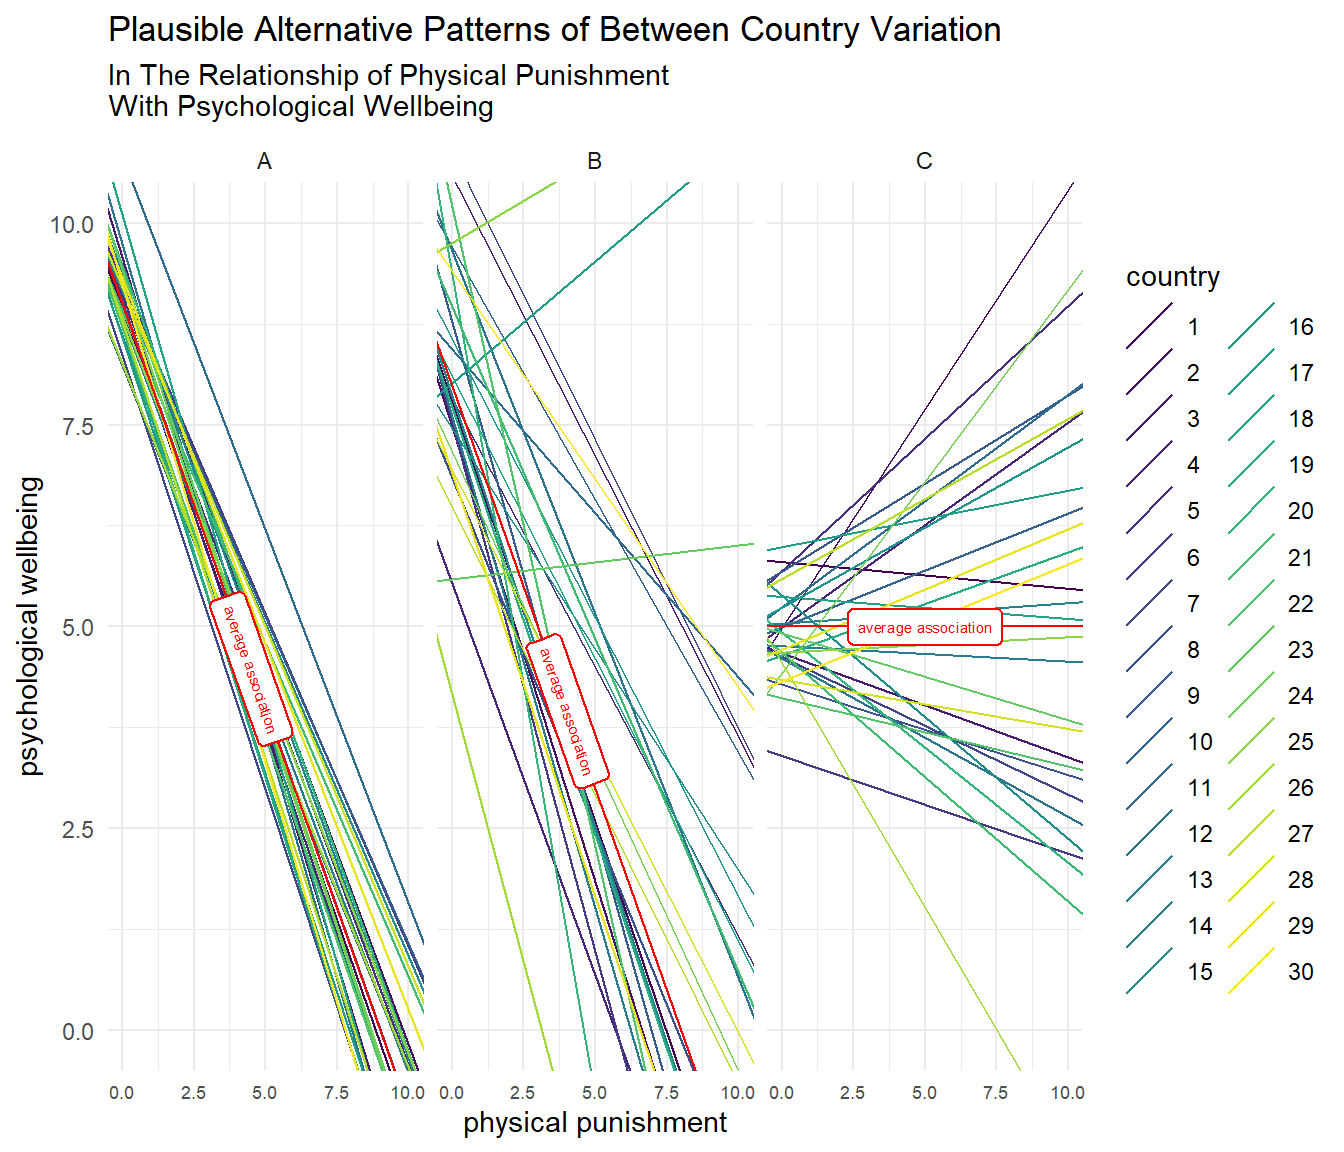 Plausible Alternative Patterns of Between Country Variation
In The Relationship of Physical Punishment
With Psychological Wellbeing
A B C
psychological wellbeing
10.0
7.5
5.0
2.5
0.0
average association
average association
average association
0.0 2.5 5.0 7.5 10.0 0.0 2.5 5.0 7.5 10.0 0.0 2.5 5.0 7.5 10.0
physical punishment
country
1 16
2 17
3 18
4 19
5 20
6 21
7 22
8 23
9 24
10 25
11 26
12 27
13 28
14 29
15 30